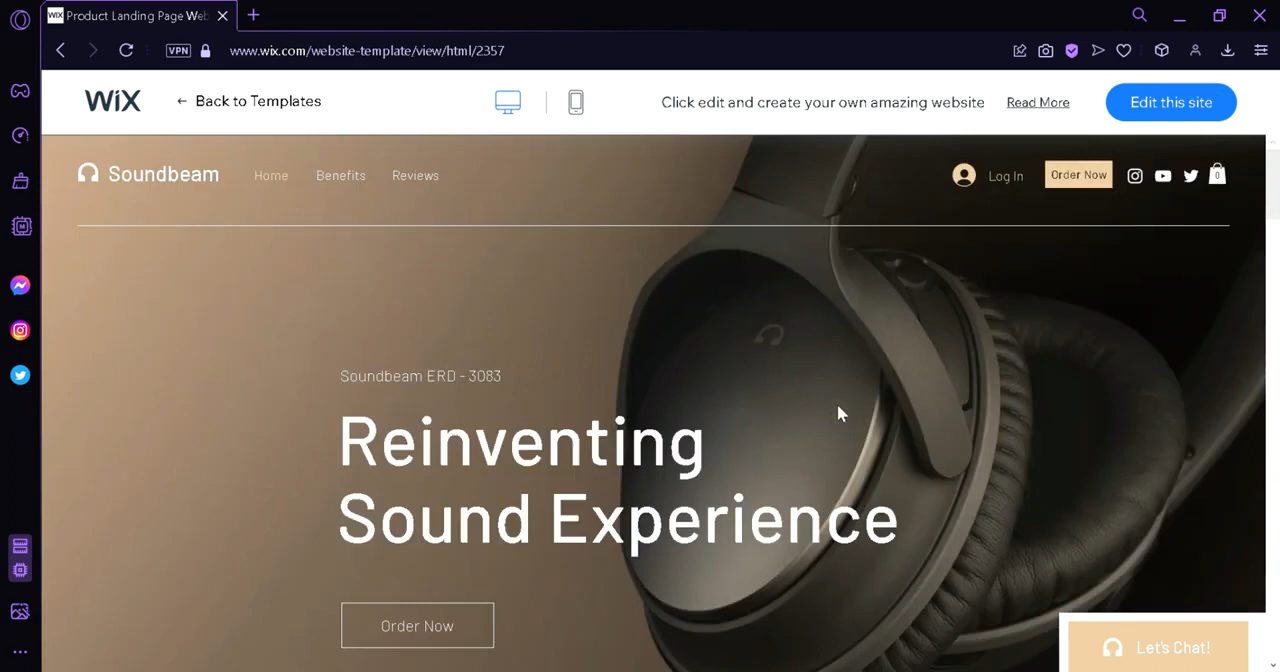 WiX Product Landing Page Web
VPN www.wix.com/website-template/view/html/2357
WiX ← Back to Templates Click edit and create your own amazing website Read More Edit this site
Soundbeam Home Benefits Reviews Log In Order Now 0
Soundbeam ERD - 3083
Reinventing
Sound Experience
Order Now
Let's Chat!